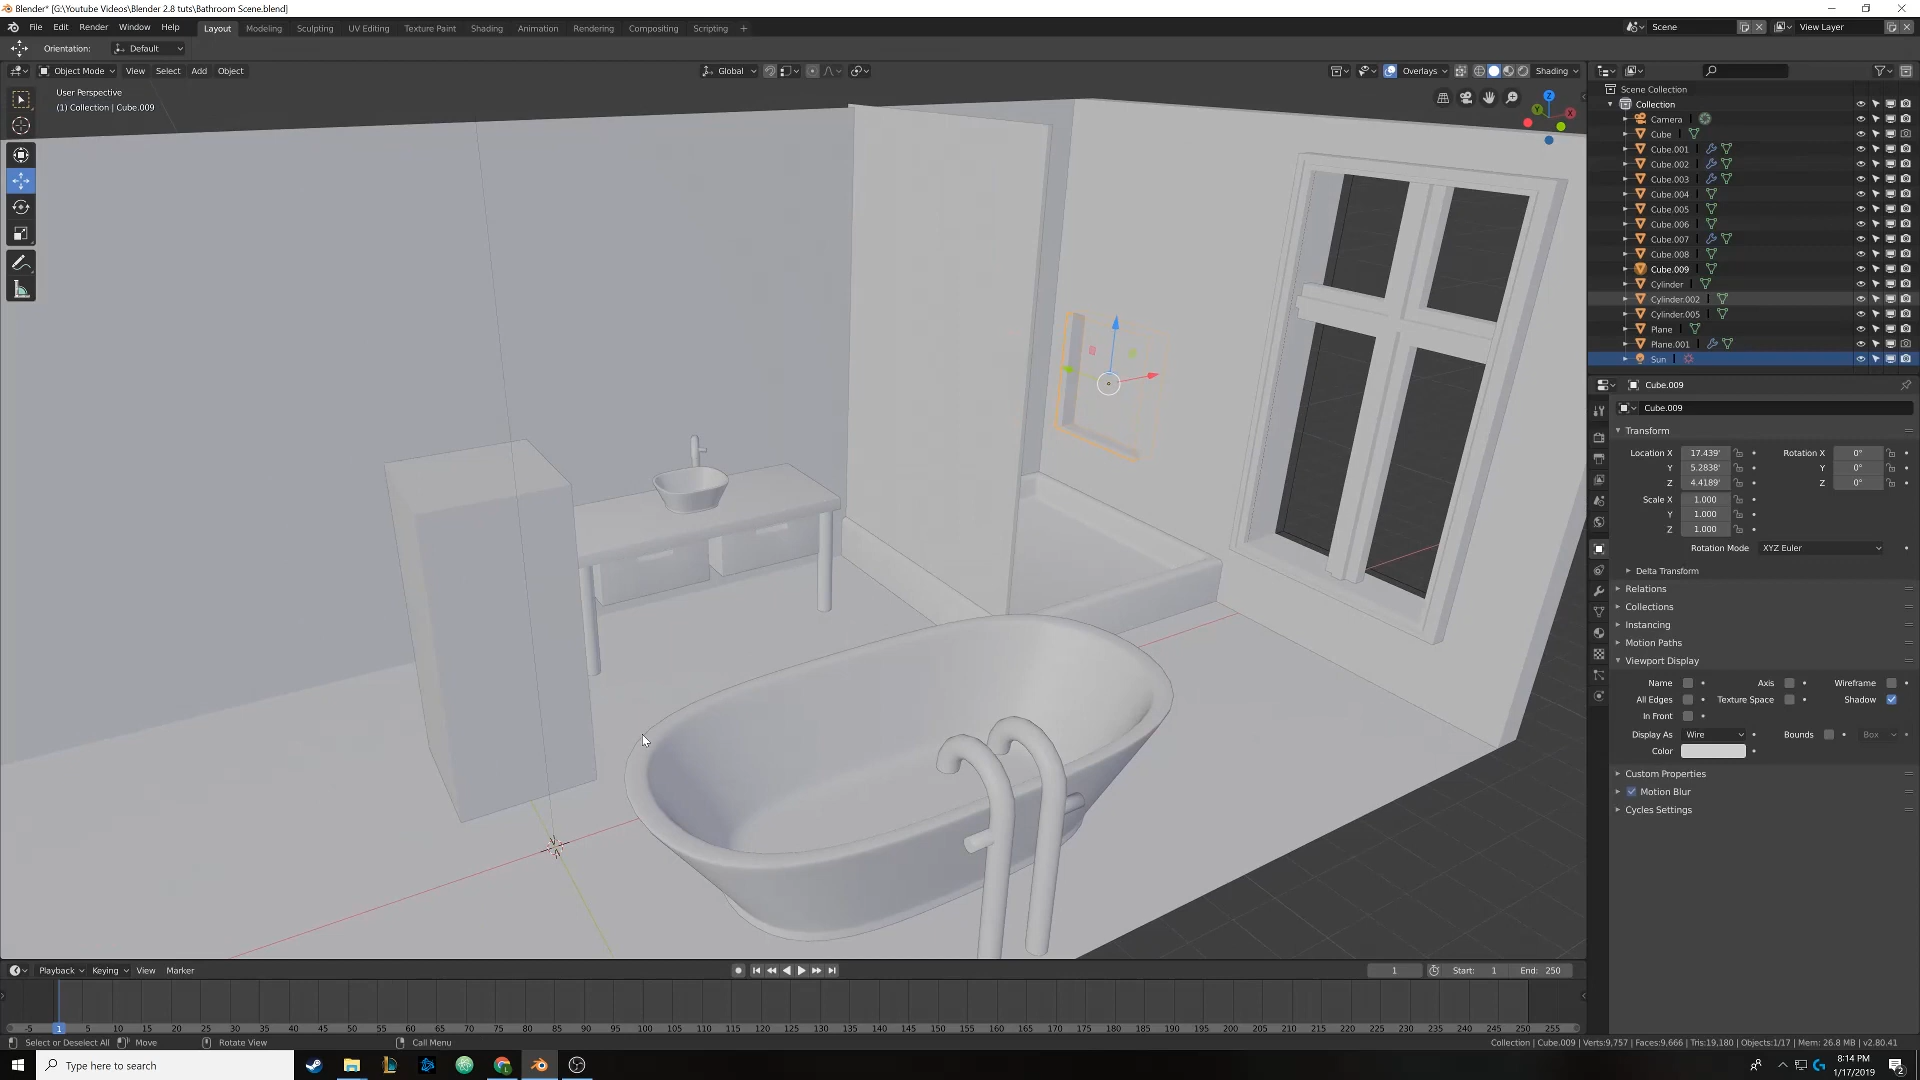 Blender* [G:\Youtube Videos\Blender 2.8 tuts\Bathroom Scene.blend]
File Edit Render Window Help
Layout Modeling Sculpting UV Editing Texture Paint Shading Animation Rendering Compositing Scripting +
Scene
View Layer
Orientation: Default
Object Mode View Select Add Object
Global
Overlays
Shading
User Perspective
(1) Collection | Cube.009
Z
Y
X
Scene Collection
Collection
Camera
Cube
Cube.001
Cube.002
Cube.003
Cube.004
Cube.005
Cube.006
Cube.007
Cube.008
Cube.009
Cylinder
Cylinder.002
Cylinder.005
Plane
Plane.001
Sun
Cube.009
Cube.009
Transform
Location X 17.439' Rotation X 0°
Y 5.2838' Y 0°
Z 4.4189' Z 0°
Scale X 1.000
Y 1.000
Z 1.000
Rotation Mode XYZ Euler
Delta Transform
Relations
Collections
Instancing
Motion Paths
Viewport Display
Name Axis Wireframe
All Edges Texture Space Shadow
In Front
Display As Wire Bounds Box
Color
Custom Properties
Motion Blur
Cycles Settings
Playback Keying View Marker
1 Start: 1 End: 250
-5 1 5 10 15 20 25 30 35 40 45 50 55 60 65 70 75 80 85 90 95 100 105 110 115 120 125 130 135 140 145 150 155 160 165 170 175 180 185 190 195 200 205 210 215 220 225 230 235 240 245 250 255
Select or Deselect All Move Rotate View Call Menu
Collection | Cube.009 | Verts:9,757 | Faces:9,666 | Tris:19,180 | Objects:1/17 | Mem: 26.8 MB | v2.80.41
Type here to search
8:14 PM
1/17/2019
2